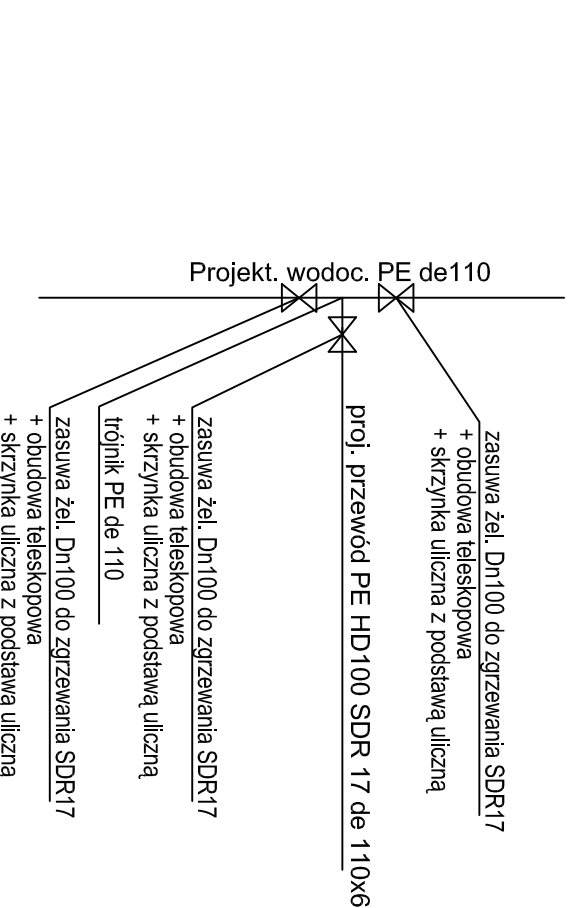 Projekt. wodoc. PE de110
zasuwa żel. Dn100 do zgrzewania SDR17
+ obudowa teleskopowa
+ skrzynka uliczna z podstawą uliczną
proj. przewód PE HD100 SDR 17 de 110x6
zasuwa żel. Dn100 do zgrzewania SDR17
+ obudowa teleskopowa
+ skrzynka uliczna z podstawą uliczną
trójnik PE de 110
zasuwa żel. Dn100 do zgrzewania SDR17
+ obudowa teleskopowa
+ skrzynka uliczna z podstawą uliczną